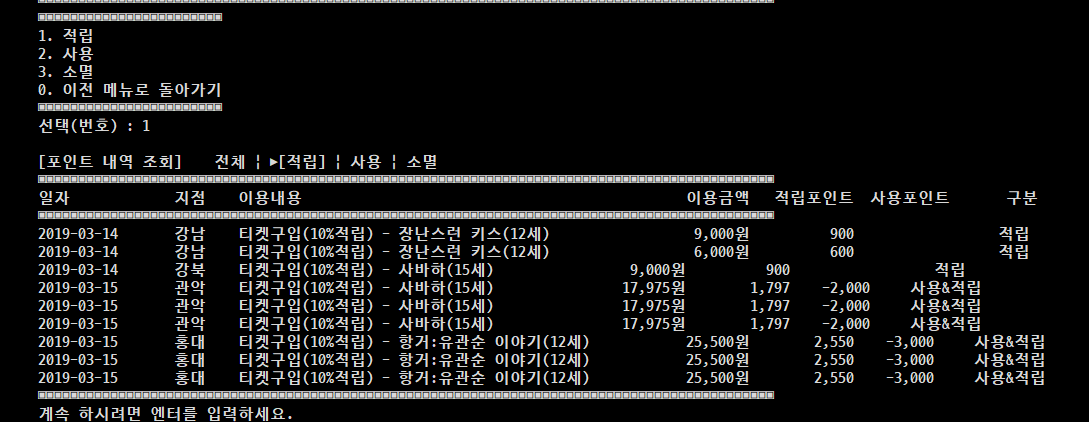 1. 적립
2. 사용
3. 소멸
0. 이전 메뉴로 돌아가기
선택(번호) : 1
[포인트 내역 조회] 전체 ¦ ▶[적립] ¦ 사용 ¦ 소멸
일자 지점 이용내용 이용금액 적립포인트 사용포인트 구분
2019-03-14 강남 티켓구입(10%적립) - 장난스런 키스(12세) 9,000원 900 적립
2019-03-14 강남 티켓구입(10%적립) - 장난스런 키스(12세) 6,000원 600 적립
2019-03-14 강북 티켓구입(10%적립) - 사바하(15세) 9,000원 900 적립
2019-03-15 관악 티켓구입(10%적립) - 사바하(15세) 17,975원 1,797 -2,000 사용&적립
2019-03-15 관악 티켓구입(10%적립) - 사바하(15세) 17,975원 1,797 -2,000 사용&적립
2019-03-15 관악 티켓구입(10%적립) - 사바하(15세) 17,975원 1,797 -2,000 사용&적립
2019-03-15 홍대 티켓구입(10%적립) - 항거:유관순 이야기(12세) 25,500원 2,550 -3,000 사용&적립
2019-03-15 홍대 티켓구입(10%적립) - 항거:유관순 이야기(12세) 25,500원 2,550 -3,000 사용&적립
2019-03-15 홍대 티켓구입(10%적립) - 항거:유관순 이야기(12세) 25,500원 2,550 -3,000 사용&적립
계속 하시려면 엔터를 입력하세요.